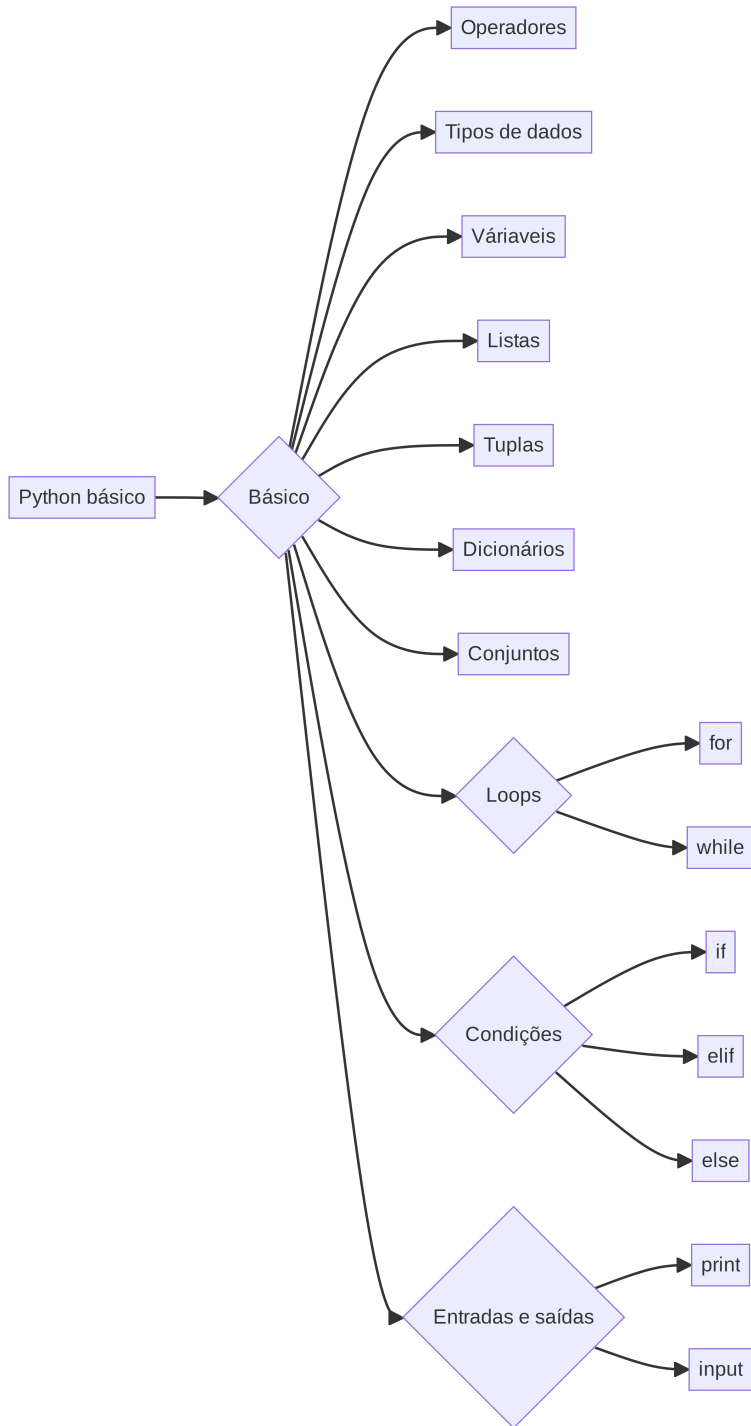 Operadores
Tipos de dados
Váriaveis
Listas
Tuplas
Python básico
Básico
Dicionários
Conjuntos
Loops
for
while
Condições
if
elif
else
Entradas e saídas
print
input